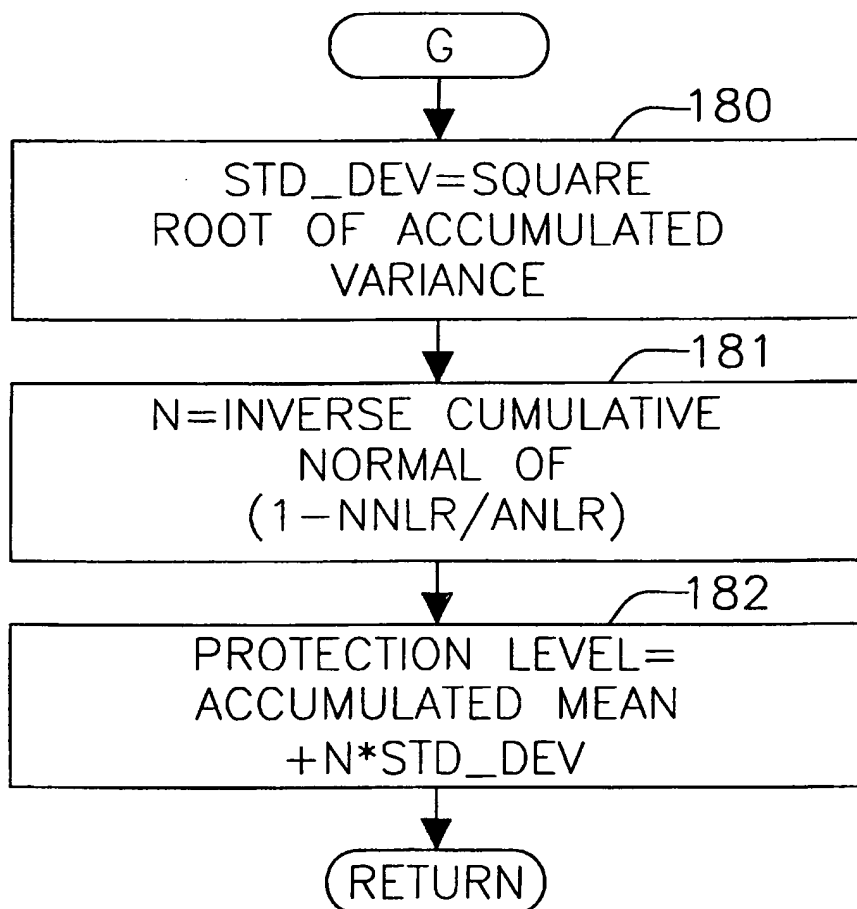 G
180
STD_DEV=SQUARE
ROOT OF ACCUMULATED
VARIANCE
181
N=INVERSE CUMULATIVE
NORMAL OF
(1-NNLR/ANLR)
182
PROTECTION LEVEL=
ACCUMULATED MEAN
+N*STD_DEV
RETURN